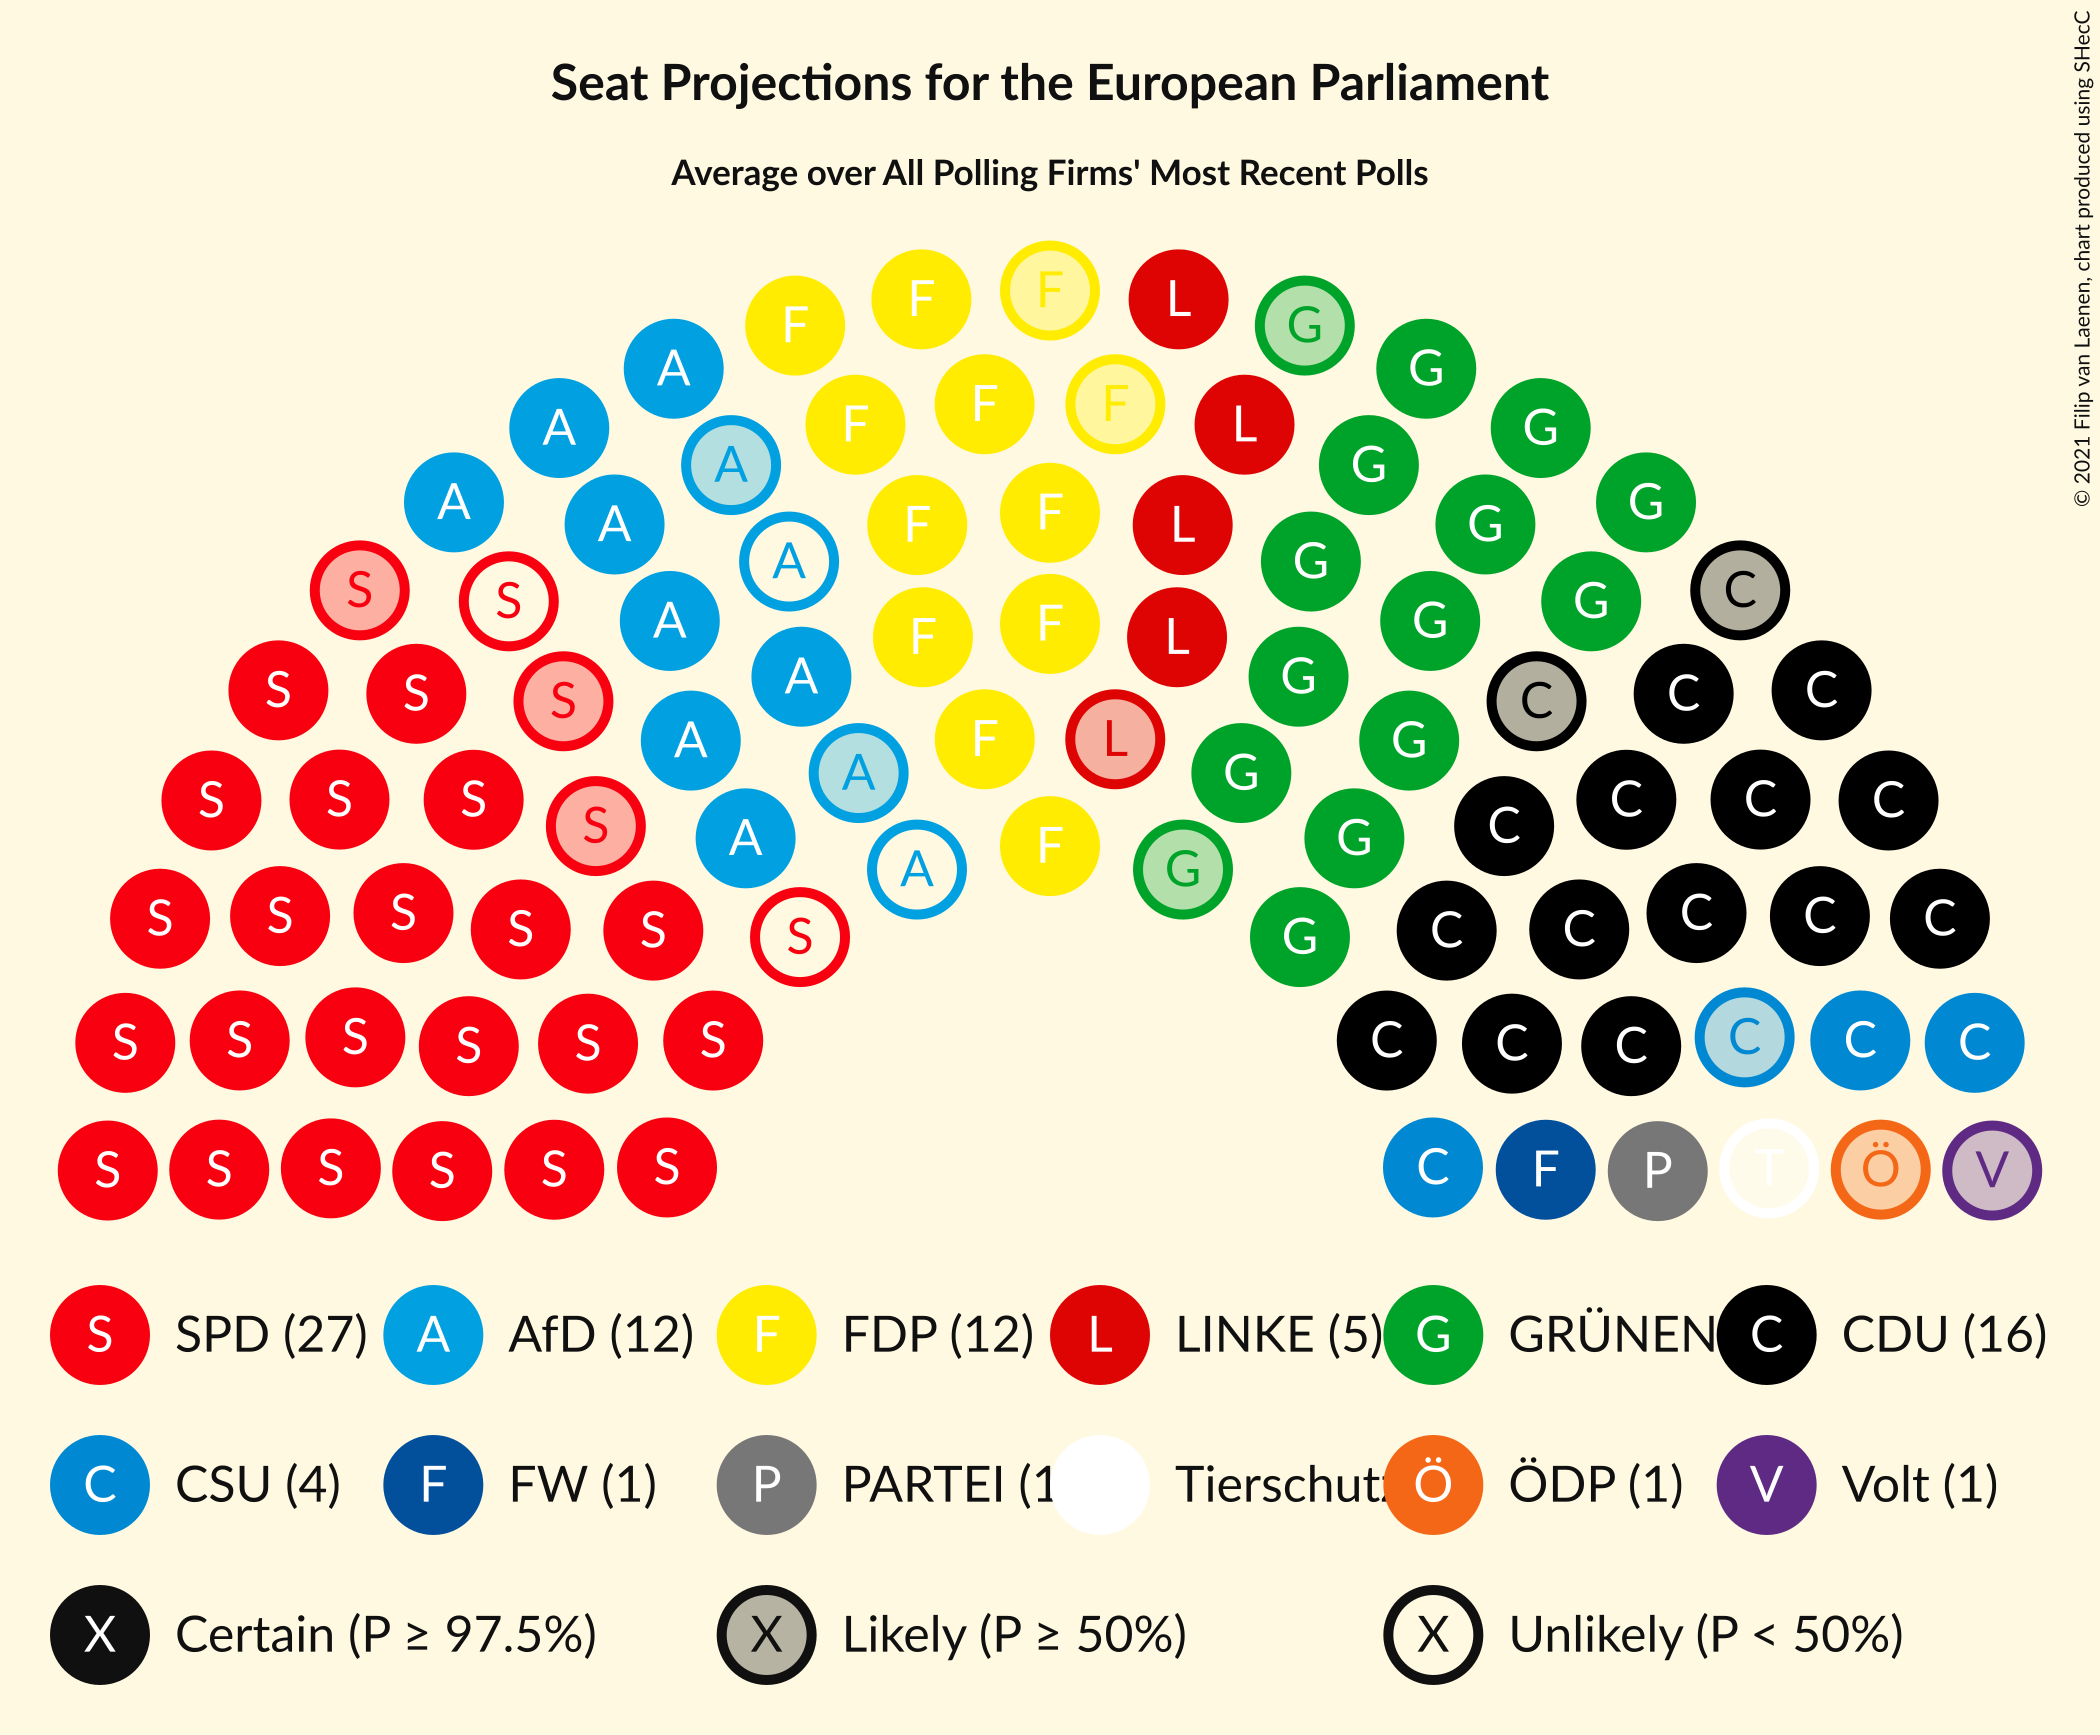 Seat Projections for the European Parliament
Average over All Polling Firms' Most Recent Polls
© 2021 Filip van Laenen, chart produced using SHecC
F F F L G
A F F F L G G
A A F F L G G G
A A A F F L G G G
S S A A F L G G G C
S S S A A A F G G G C C C
S S S S A A F G G C C C C
S S S S S S G C C C C C
S S S S S S C C C C C C
S S S S S S C F P T Ö V
S SPD (27) A AfD (12) F FDP (12) L LINKE (5) G GRÜNEN C CDU (16)
C CSU (4) F FW (1) P PARTEI (1 Tierschutz Ö ÖDP (1) V Volt (1)
X Certain (P ≥ 97.5%) X Likely (P ≥ 50%) X Unlikely (P < 50%)